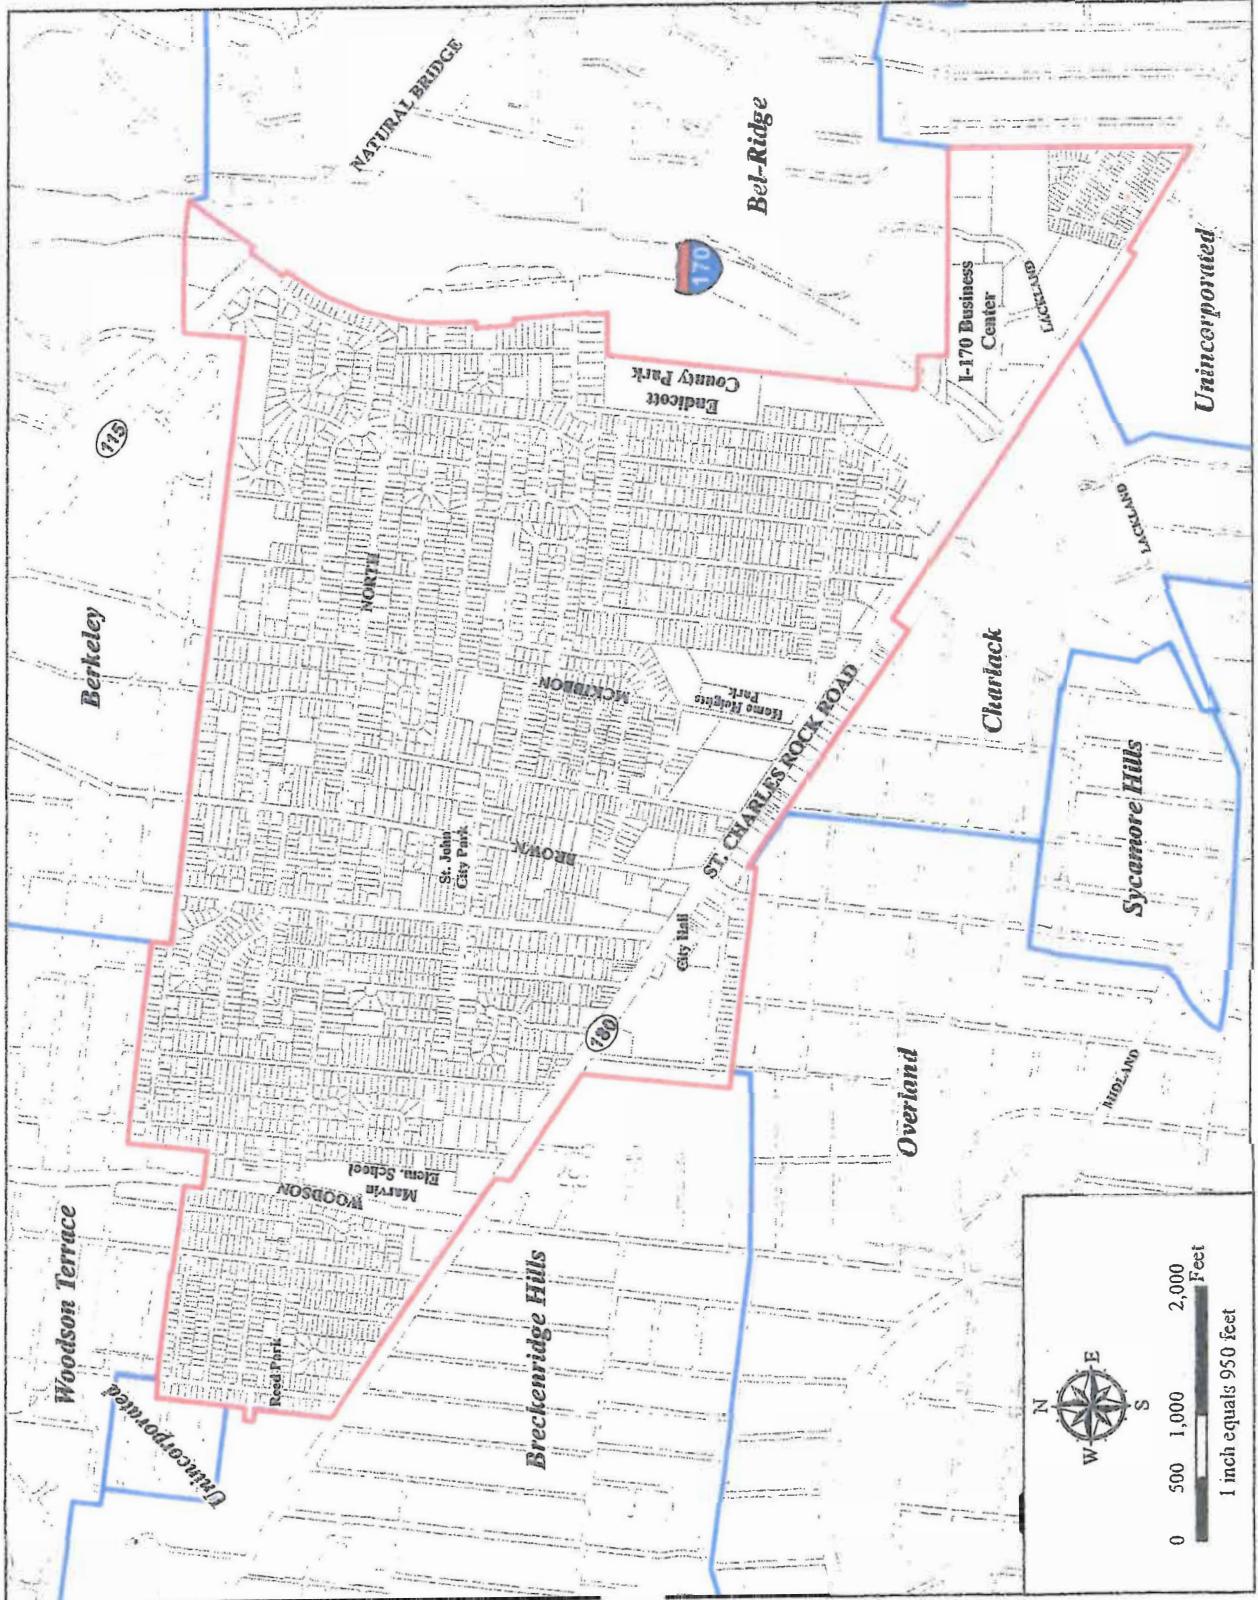 Woodson Terrace
Berkeley
115
NATURAL BRIDGE
Unincorporated
Reed Park
WOODSON
Marvin
Elem. School
NORTH
St. John
City Park
BROWN
MCKIBBON
Endicott
County Park
Home Heights
Park
170
Bel-Ridge
180
City Hall
ST. CHARLES ROCK ROAD
I-170 Business
Center
LACKLAND
Breckenridge Hills
Overland
Charlack
LACKLAND
Unincorporated
Sycamore Hills
MIDLAND
N
W
E
S
0 500 1,000 2,000
Feet
1 inch equals 950 feet